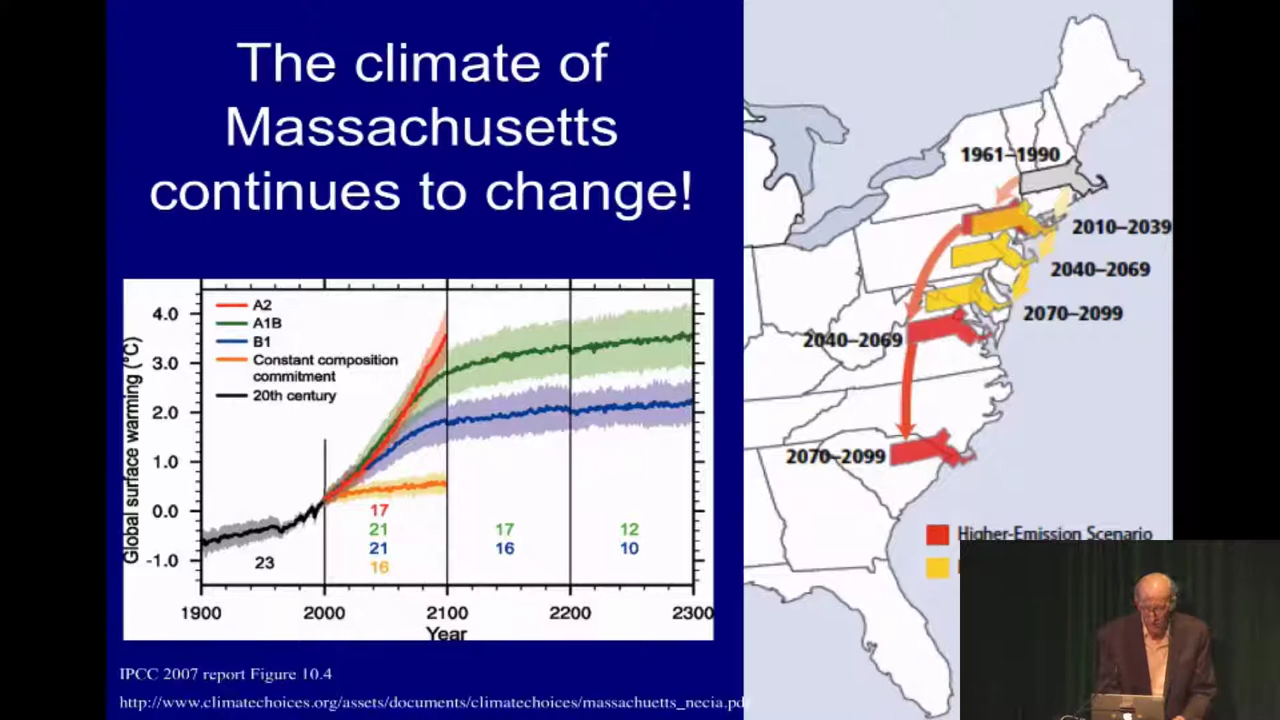 The climate of
Massachusetts
continues to change!
4.0
3.0
2.0
1.0
0.0
-1.0
Global surface warming (°C)
A2
A1B
B1
Constant composition
commitment
20th century
23
17
21
21
16
17
16
12
10
1900
2000
2100
2200
2300
Year
IPCC 2007 report Figure 10.4
http://www.climatechoices.org/assets/documents/climatechoices/massachuetts_necia.pd
1961–1990
2010–2039
2040–2069
2070–2099
2040–2069
2070–2099
Higher-Emission Scenario